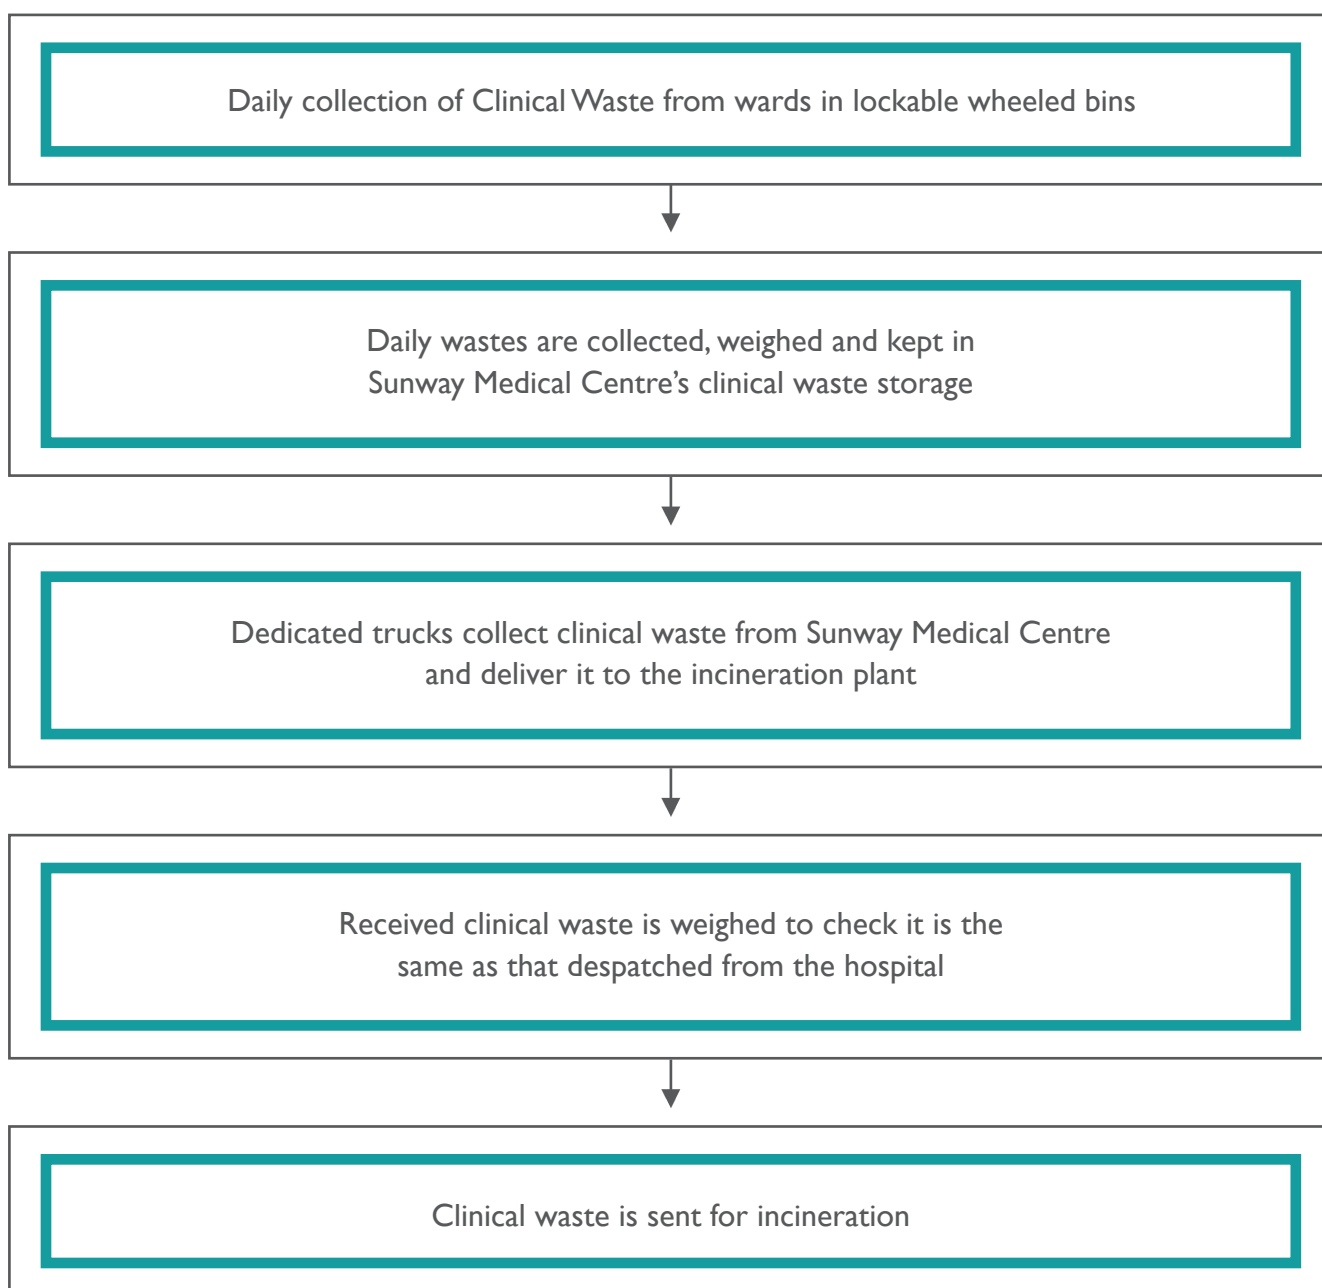 Daily collection of Clinical Waste from wards in lockable wheeled bins
Daily wastes are collected, weighed and kept in
Sunway Medical Centre’s clinical waste storage
Dedicated trucks collect clinical waste from Sunway Medical Centre
and deliver it to the incineration plant
Received clinical waste is weighed to check it is the
same as that despatched from the hospital
Clinical waste is sent for incineration